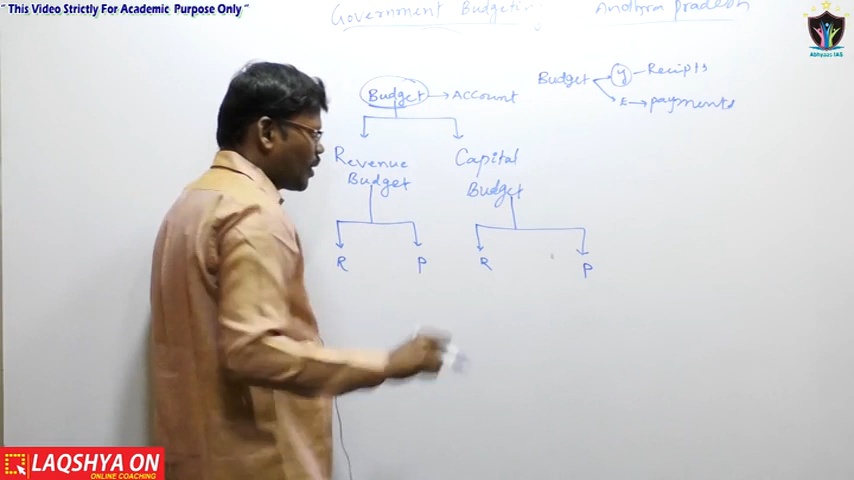 "This Video Strictly For Academic Purpose Only"
Government Budgeting Andhra Pradesh
Abhyaas IAS
Budget → Account
Budget
y - Recipts
E → payments
Revenue
Budget
Capital
Budget
R P R P
LAQSHYA ON
ONLINE COACHING